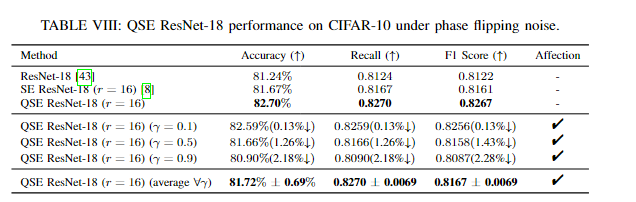 TABLE VIII: QSE ResNet-18 performance on CIFAR-10 under phase flipping noise.
Method Accuracy (↑) Recall (↑) F1 Score (↑) Affection
ResNet-18 [43] 81.24% 0.8124 0.8122 -
SE ResNet-18 (r = 16) [8] 81.67% 0.8167 0.8161 -
QSE ResNet-18 (r = 16) 82.70% 0.8270 0.8267 -
QSE ResNet-18 (r = 16) (γ = 0.1) 82.59%(0.13%↓) 0.8259(0.13%↓) 0.8256(0.13%↓) ✓
QSE ResNet-18 (r = 16) (γ = 0.5) 81.66%(1.26%↓) 0.8166(1.26%↓) 0.8158(1.43%↓) ✓
QSE ResNet-18 (r = 16) (γ = 0.9) 80.90%(2.18%↓) 0.8090(2.18%↓) 0.8087(2.28%↓) ✓
QSE ResNet-18 (r = 16) (average ∀γ) 81.72% ± 0.69% 0.8270 ± 0.0069 0.8167 ± 0.0069 ✓